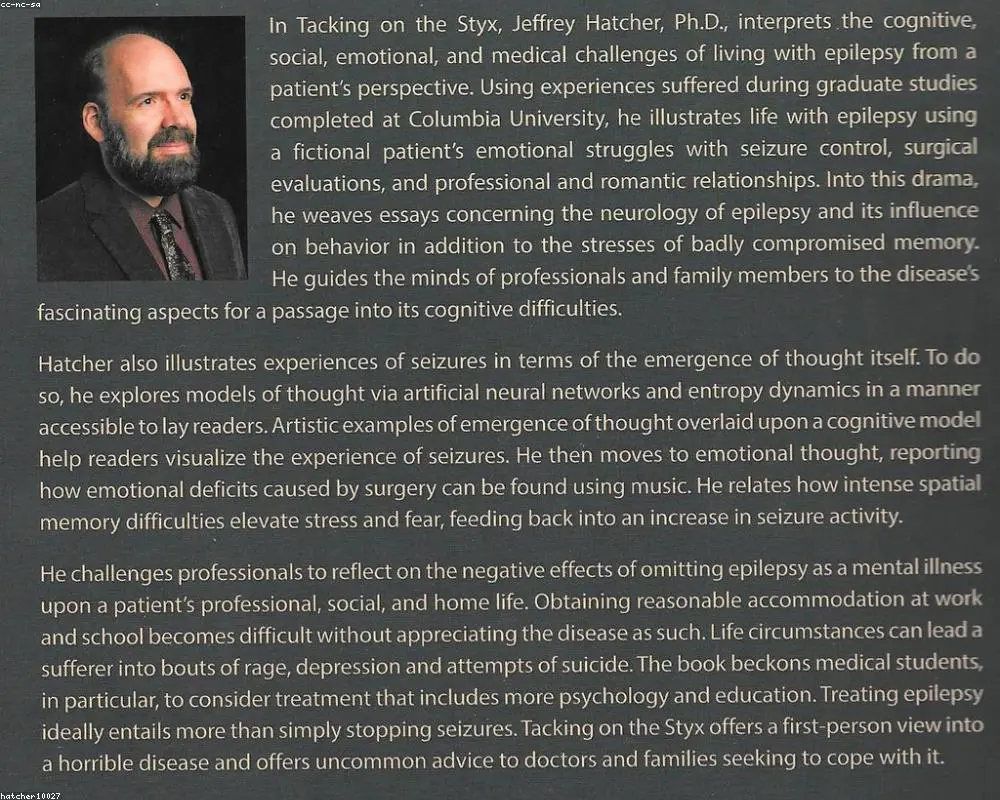 cc-nc-sa
In Tacking on the Styx, Jeffrey Hatcher, Ph.D., interprets the cognitive,
social, emotional, and medical challenges of living with epilepsy from a
patient's perspective. Using experiences suffered during graduate studies
completed at Columbia University, he illustrates life with epilepsy using
a fictional patient's emotional struggles with seizure control, surgical
evaluations, and professional and romantic relationships. Into this drama,
he weaves essays concerning the neurology of epilepsy and its influence
on behavior in addition to the stresses of badly compromised memory.
He guides the minds of professionals and family members to the disease's
fascinating aspects for a passage into its cognitive difficulties.
Hatcher also illustrates experiences of seizures in terms of the emergence of thought itself. To do
so, he explores models of thought via artificial neural networks and entropy dynamics in a manner
accessible to lay readers. Artistic examples of emergence of thought overlaid upon a cognitive model
help readers visualize the experience of seizures. He then moves to emotional thought, reporting
how emotional deficits caused by surgery can be found using music. He relates how intense spatial
memory difficulties elevate stress and fear, feeding back into an increase in seizure activity.
He challenges professionals to reflect on the negative effects of omitting epilepsy as a mental illness
upon a patient's professional, social, and home life. Obtaining reasonable accommodation at work
and school becomes difficult without appreciating the disease as such. Life circumstances can lead a
sufferer into bouts of rage, depression and attempts of suicide. The book beckons medical students,
in particular, to consider treatment that includes more psychology and education. Treating epilepsy
ideally entails more than simply stopping seizures. Tacking on the Styx offers a first-person view into
a horrible disease and offers uncommon advice to doctors and families seeking to cope with it.
hatcher10027